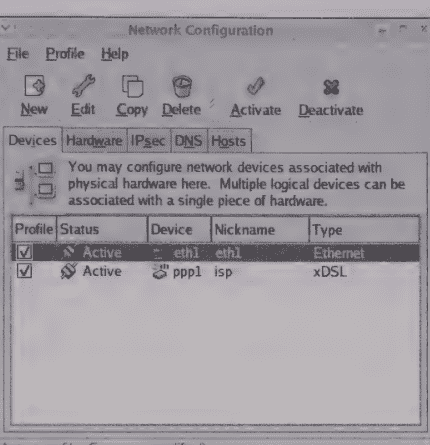 Network Configuration
File Profile Help
New Edit Copy Delete Activate Deactivate
Devices Hardware IPsec DNS Hosts
You may configure network devices associated with
physical hardware here. Multiple logical devices can be
associated with a single piece of hardware.
Profile Status Device Nickname Type
Active eth1 eth1 Ethernet
Active ppp1 isp xDSL